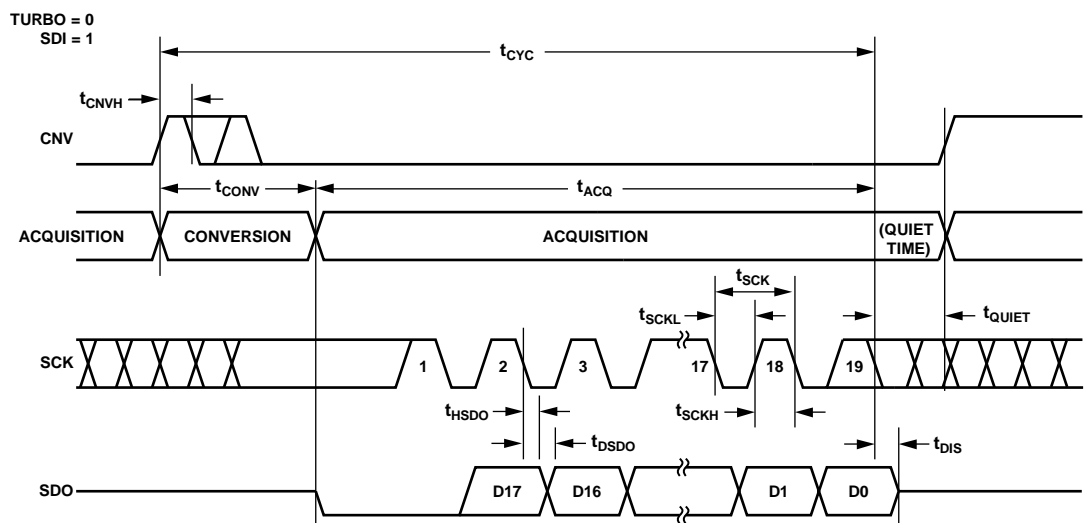 TURBO = 0
SDI = 1
tCYC
tCNVH
CNV
tCONV
tACQ
ACQUISITION
CONVERSION
ACQUISITION
(QUIET
TIME)
tSCK
tSCKL
tQUIET
SCK
1
2
3
17
18
19
tHSDO
tSCKH
tDSDO
tDIS
SDO
D17
D16
D1
D0